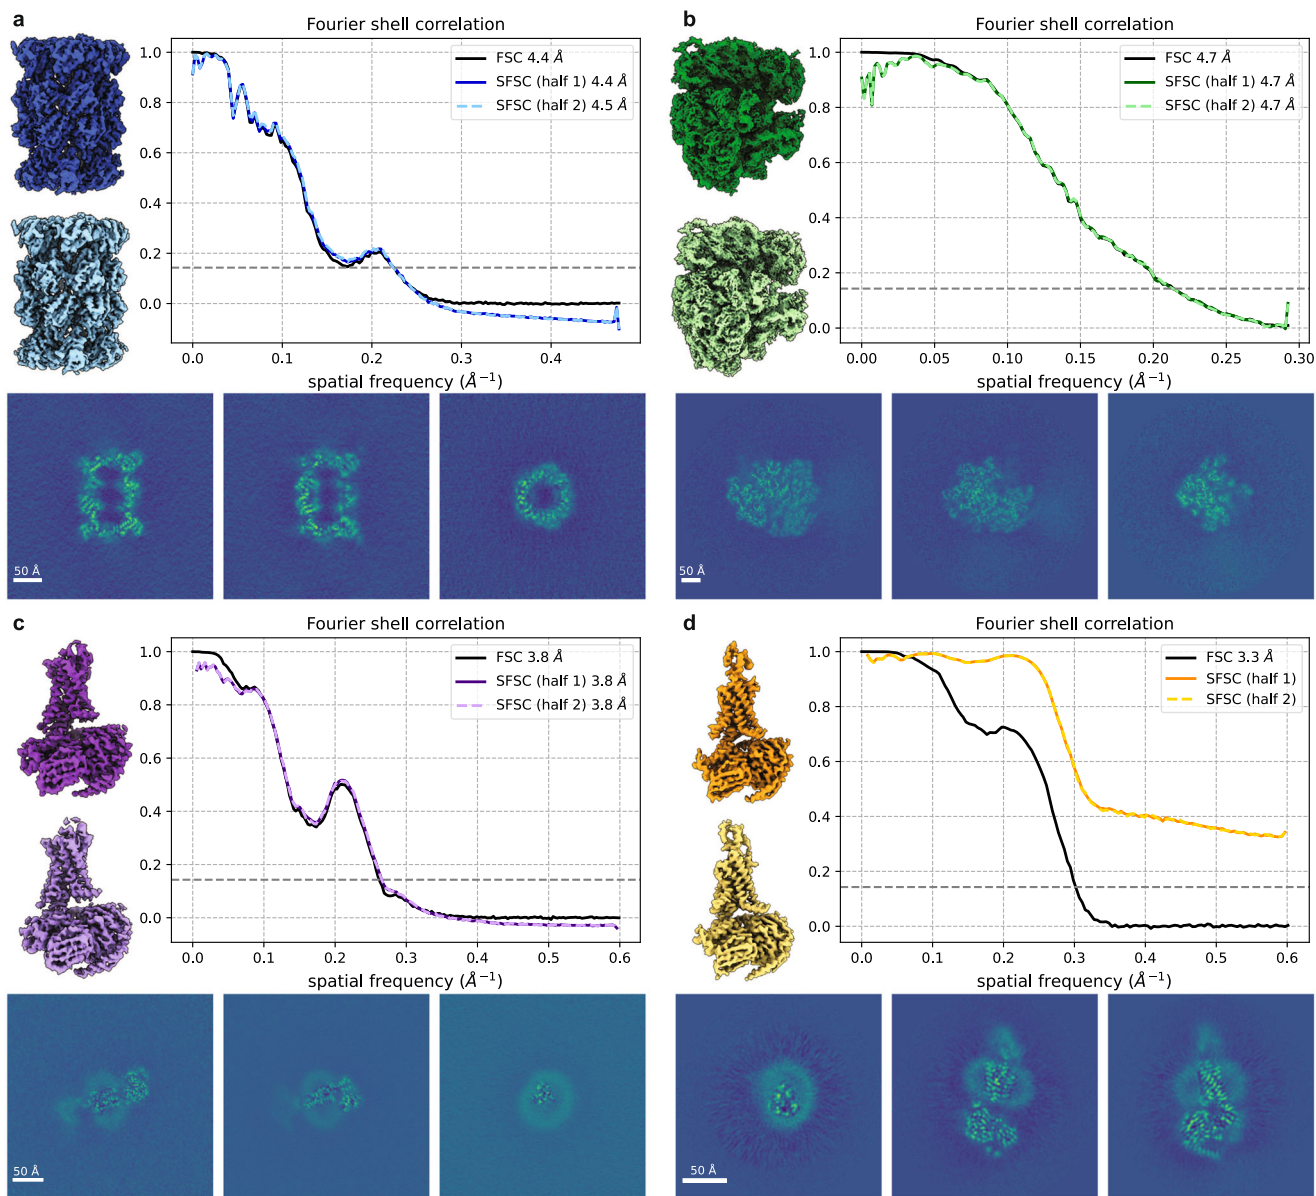 a
Fourier shell correlation
1.0
0.8
0.6
0.4
0.2
0.0
FSC 4.4 Å
SFSC (half 1) 4.4 Å
SFSC (half 2) 4.5 Å
0.0 0.1 0.2 0.3 0.4
spatial frequency (Å⁻¹)
50 Å
b
Fourier shell correlation
1.0
0.8
0.6
0.4
0.2
0.0
FSC 4.7 Å
SFSC (half 1) 4.7 Å
SFSC (half 2) 4.7 Å
0.00 0.05 0.10 0.15 0.20 0.25 0.30
spatial frequency (Å⁻¹)
50 Å
c
Fourier shell correlation
1.0
0.8
0.6
0.4
0.2
0.0
FSC 3.8 Å
SFSC (half 1) 3.8 Å
SFSC (half 2) 3.8 Å
0.0 0.1 0.2 0.3 0.4 0.5 0.6
spatial frequency (Å⁻¹)
50 Å
d
Fourier shell correlation
1.0
0.8
0.6
0.4
0.2
0.0
FSC 3.3 Å
SFSC (half 1)
SFSC (half 2)
0.0 0.1 0.2 0.3 0.4 0.5 0.6
spatial frequency (Å⁻¹)
50 Å